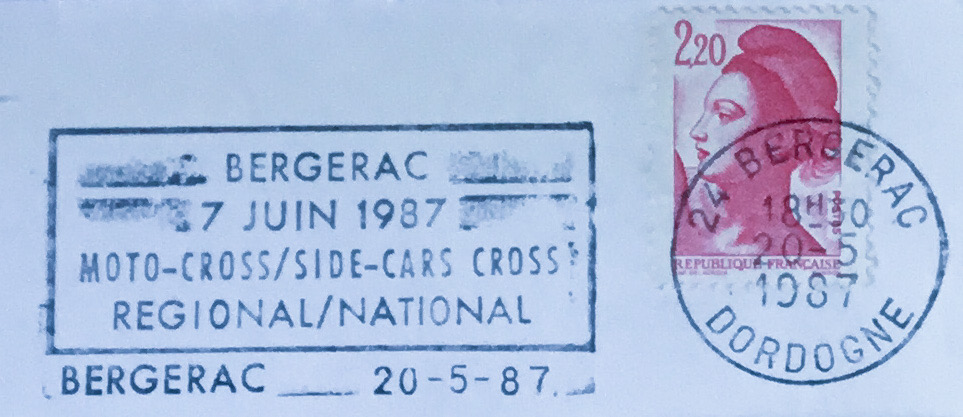 BERGERAC
7 JUIN 1987
MOTO-CROSS/SIDE-CARS CROSS
REGIONAL/NATIONAL
BERGERAC 20-5-87
2,20
REPUBLIQUE FRANÇAISE
24 BERGERAC
18H30
20-5
1987
DORDOGNE